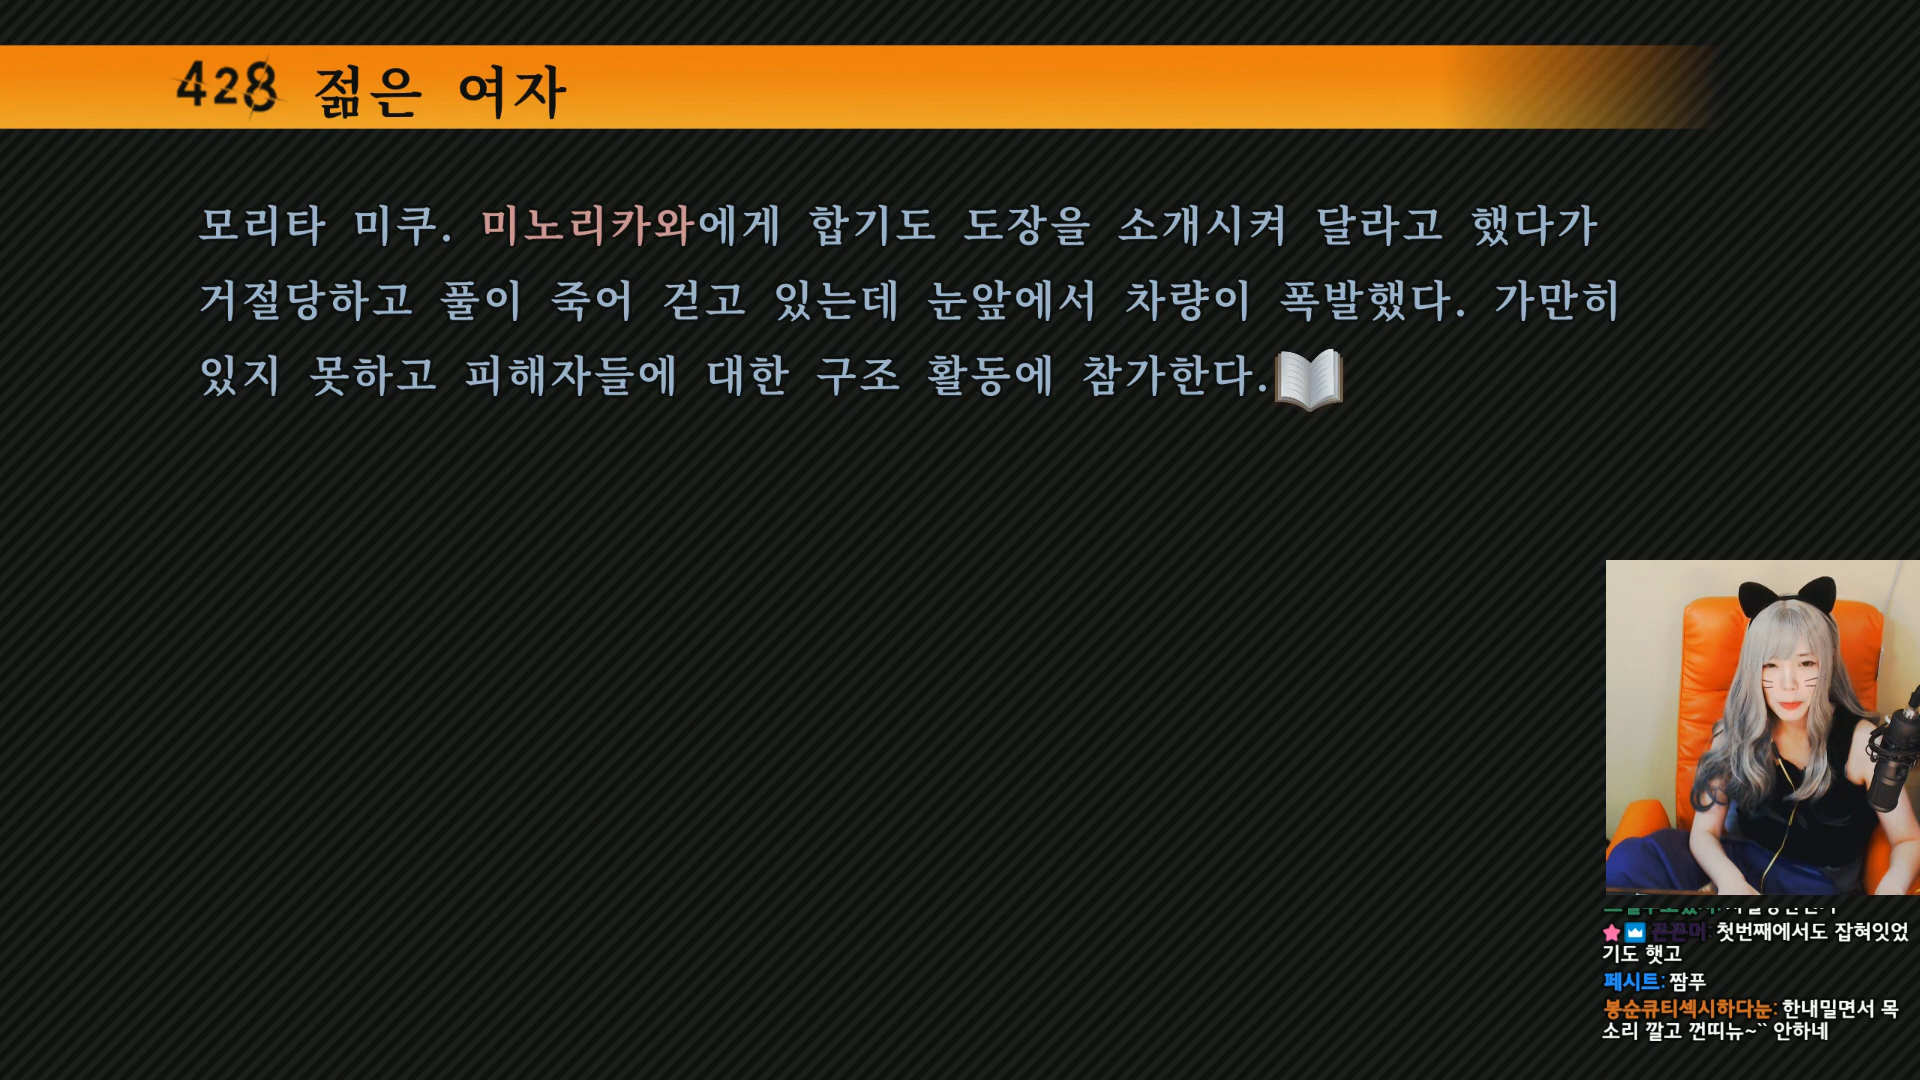 428 젊은 여자
모리타 미쿠. 미노리카와에게 합기도 도장을 소개시켜 달라고 했다가
거절당하고 풀이 죽어 걷고 있는데 눈앞에서 차량이 폭발했다. 가만히
있지 못하고 피해자들에 대한 구조 활동에 참가한다.
첫번째에서도 잡혀잇었
기도 햇고
페시트: 짬푸
봉순큐티섹시하다눈: 한내밀면서 목
소리 깔고 껀띠뉴~`` 안하네